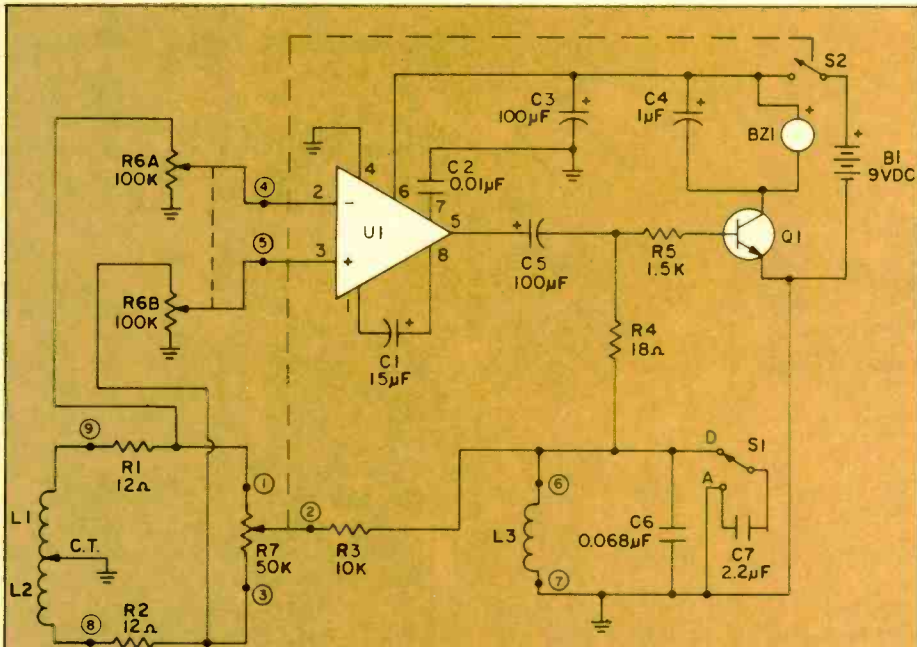 S2
C3
100µF
C4
1µF
+
BZ1
B1
9VDC
R6A
100K
4
C2
0.01µF
4
6
7
2
-
U1
5
Q1
5
3
+
8
1
C5
100µF
R5
1.5K
R6B
100K
C1
15µF
R4
18Ω
9
R1
12Ω
1
D
S1
6
A
L1
C.T.
2
R7
50K
R3
10K
L3
C6
0.068µF
C7
2.2µF
L2
3
7
8
R2
12Ω